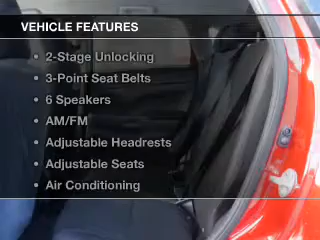 VEHICLE FEATURES
• 2-Stage Unlocking
• 3-Point Seat Belts
• 6 Speakers
• AM/FM
• Adjustable Headrests
• Adjustable Seats
• Air Conditioning